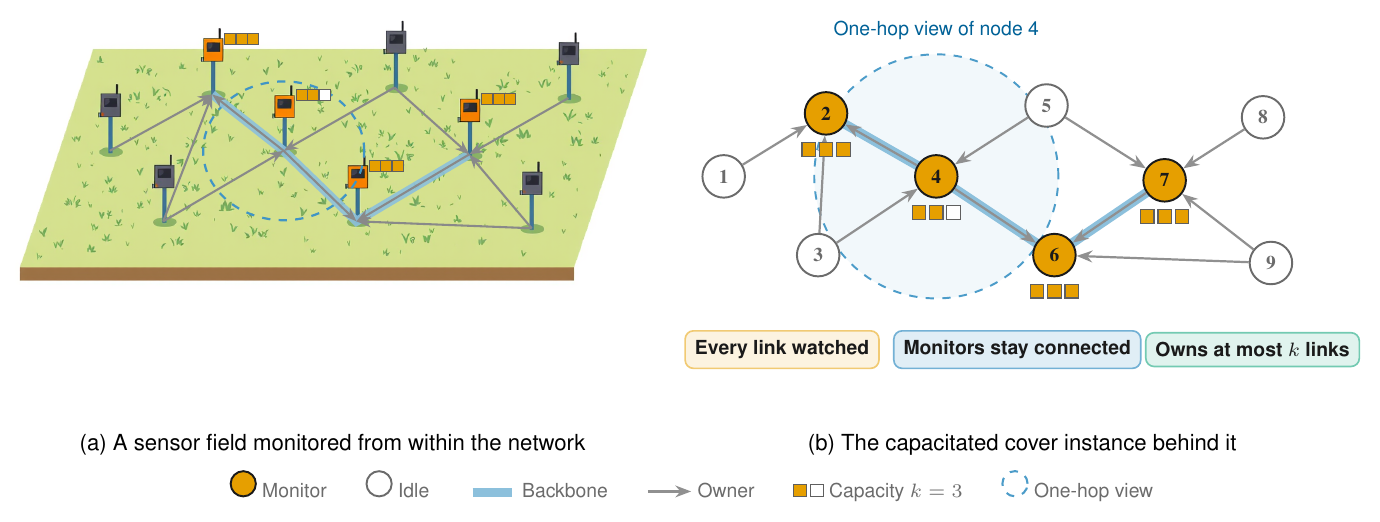 One-hop view of node 4
1
2
3
4
5
6
7
8
9
Every link watched
Monitors stay connected
Owns at most k links
(a) A sensor field monitored from within the network
(b) The capacitated cover instance behind it
Monitor
Idle
Backbone
Owner
Capacity k = 3
One-hop view